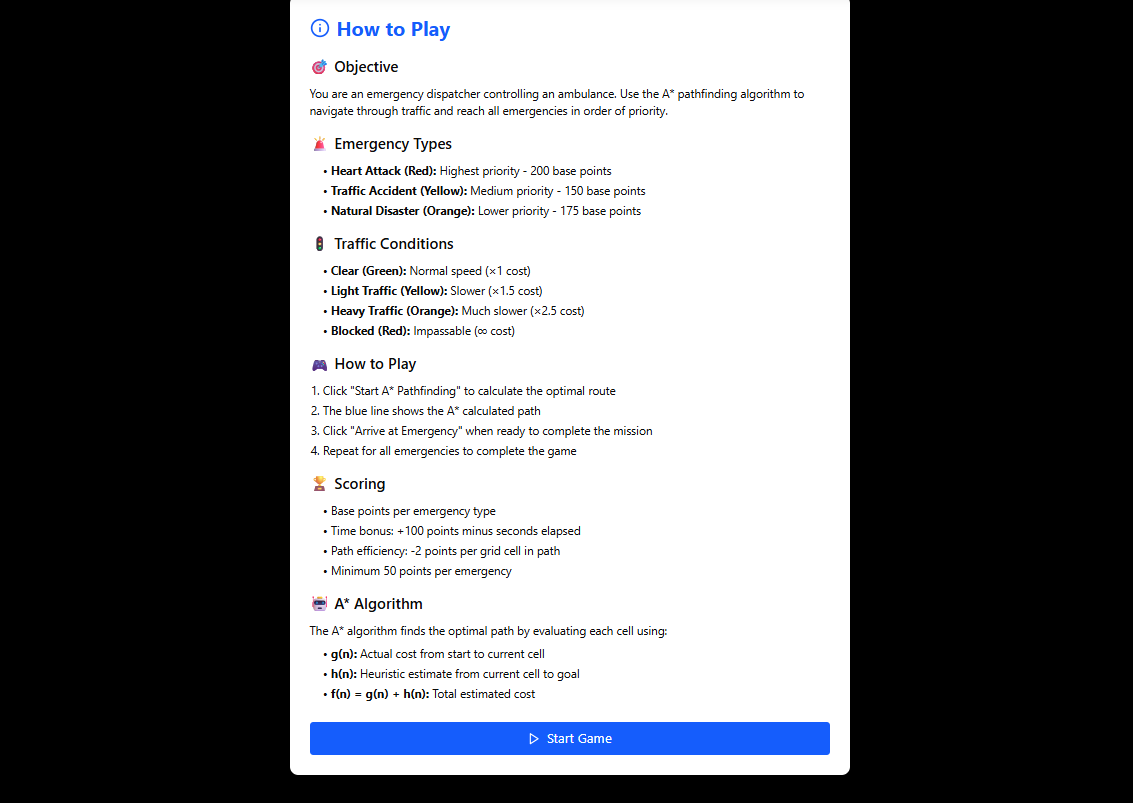 How to Play
Objective
You are an emergency dispatcher controlling an ambulance. Use the A* pathfinding algorithm to
navigate through traffic and reach all emergencies in order of priority.
Emergency Types
• Heart Attack (Red): Highest priority - 200 base points
• Traffic Accident (Yellow): Medium priority - 150 base points
• Natural Disaster (Orange): Lower priority - 175 base points
Traffic Conditions
• Clear (Green): Normal speed (×1 cost)
• Light Traffic (Yellow): Slower (×1.5 cost)
• Heavy Traffic (Orange): Much slower (×2.5 cost)
• Blocked (Red): Impassable (∞ cost)
How to Play
1. Click "Start A* Pathfinding" to calculate the optimal route
2. The blue line shows the A* calculated path
3. Click "Arrive at Emergency" when ready to complete the mission
4. Repeat for all emergencies to complete the game
Scoring
• Base points per emergency type
• Time bonus: +100 points minus seconds elapsed
• Path efficiency: -2 points per grid cell in path
• Minimum 50 points per emergency
A* Algorithm
The A* algorithm finds the optimal path by evaluating each cell using:
• g(n): Actual cost from start to current cell
• h(n): Heuristic estimate from current cell to goal
• f(n) = g(n) + h(n): Total estimated cost
Start Game